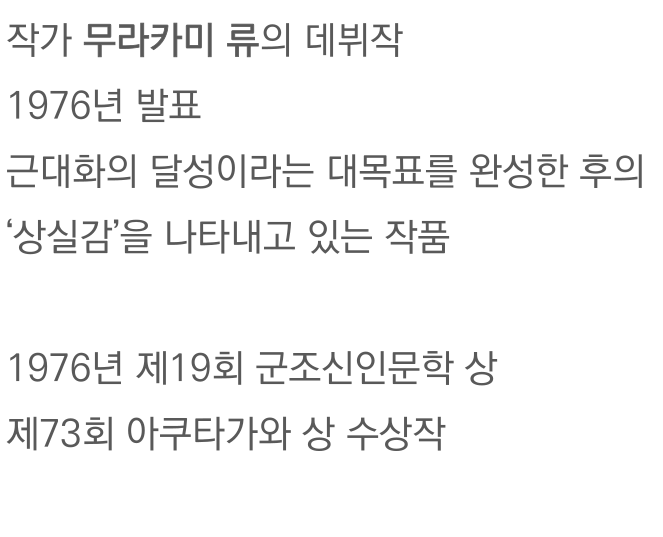 작가 무라카미 류의 데뷔작
1976년 발표
근대화의 달성이라는 대목표를 완성한 후의
‘상실감’을 나타내고 있는 작품
1976년 제19회 군조신인문학 상
제73회 아쿠타가와 상 수상작